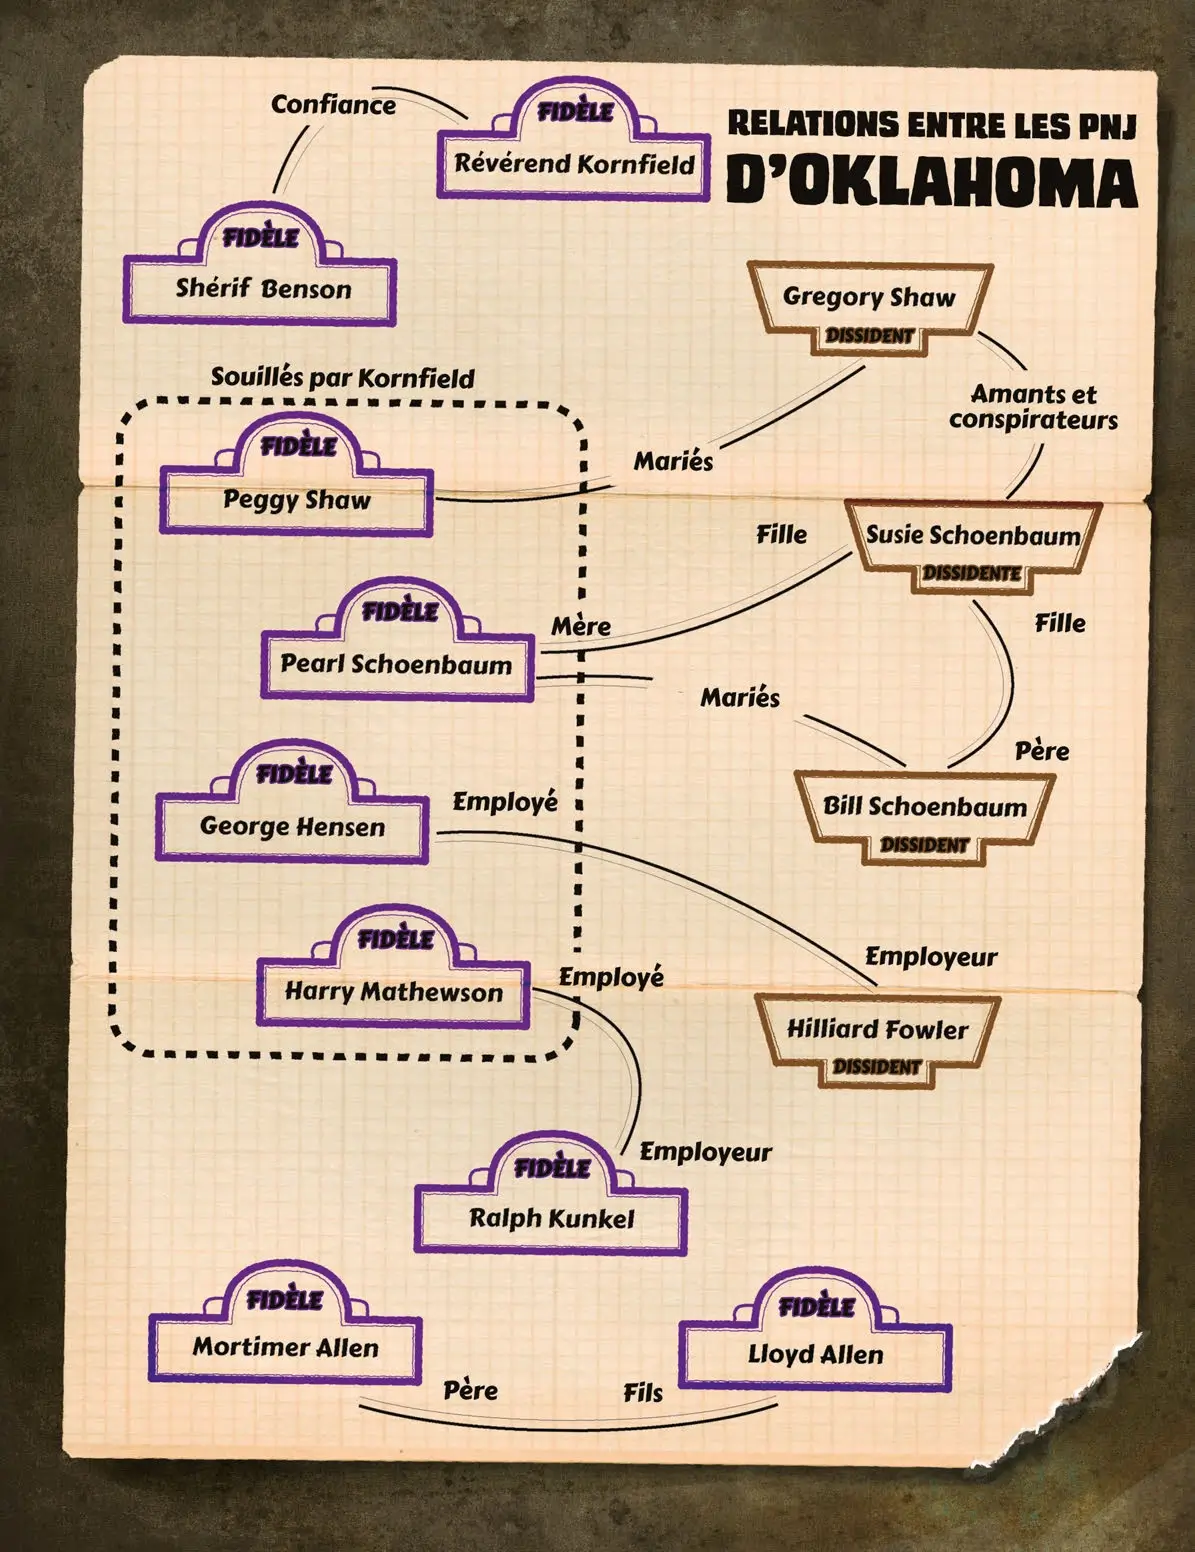 Confiance
FIDÈLE
Révérend Kornfield
RELATIONS ENTRE LES PNJ
D'OKLAHOMA
FIDÈLE
Shérif Benson
Gregory Shaw
DISSIDENT
Amants et
conspirateurs
Souillés par Kornfield
FIDÈLE
Peggy Shaw
Mariés
Fille
Susie Schoenbaum
DISSIDENTE
Fille
FIDÈLE
Mère
Pearl Schoenbaum
Mariés
Père
FIDÈLE
George Hensen
Employé
Bill Schoenbaum
DISSIDENT
FIDÈLE
Harry Mathewson
Employé
Employeur
Hilliard Fowler
DISSIDENT
Employeur
FIDÈLE
Ralph Kunkel
FIDÈLE
Mortimer Allen
FIDÈLE
Lloyd Allen
Père
Fils